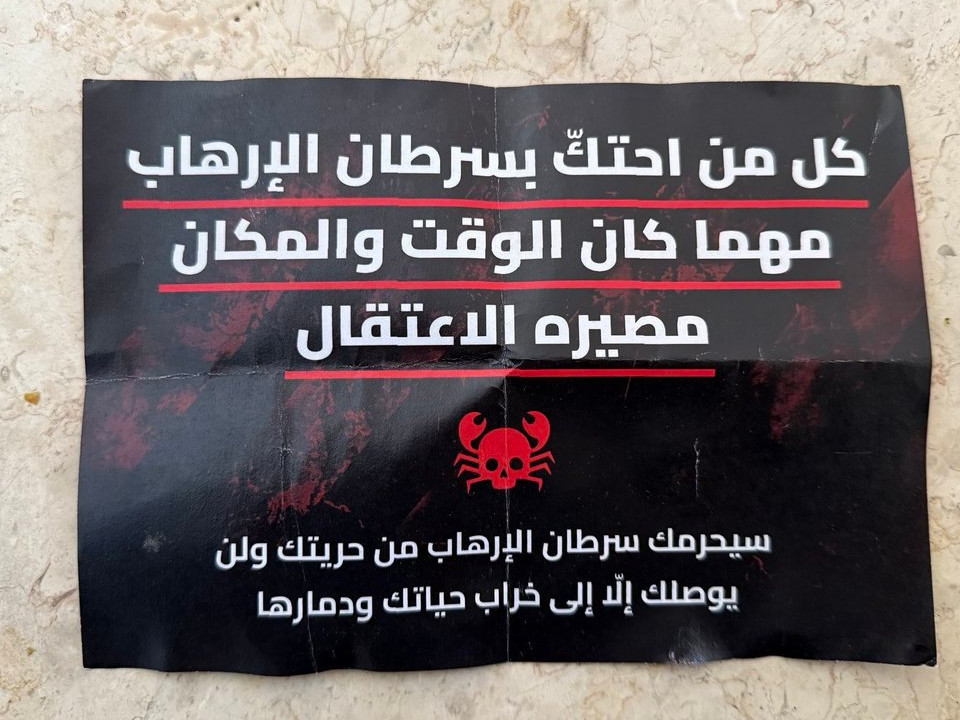 كل من احتكّ بسرطان الإرهاب
مهما كان الوقت والمكان
مصيره الاعتقال
سيحرمك سرطان الإرهاب من حريتك ولن
يوصلك إلّا إلى خراب حياتك ودمارها